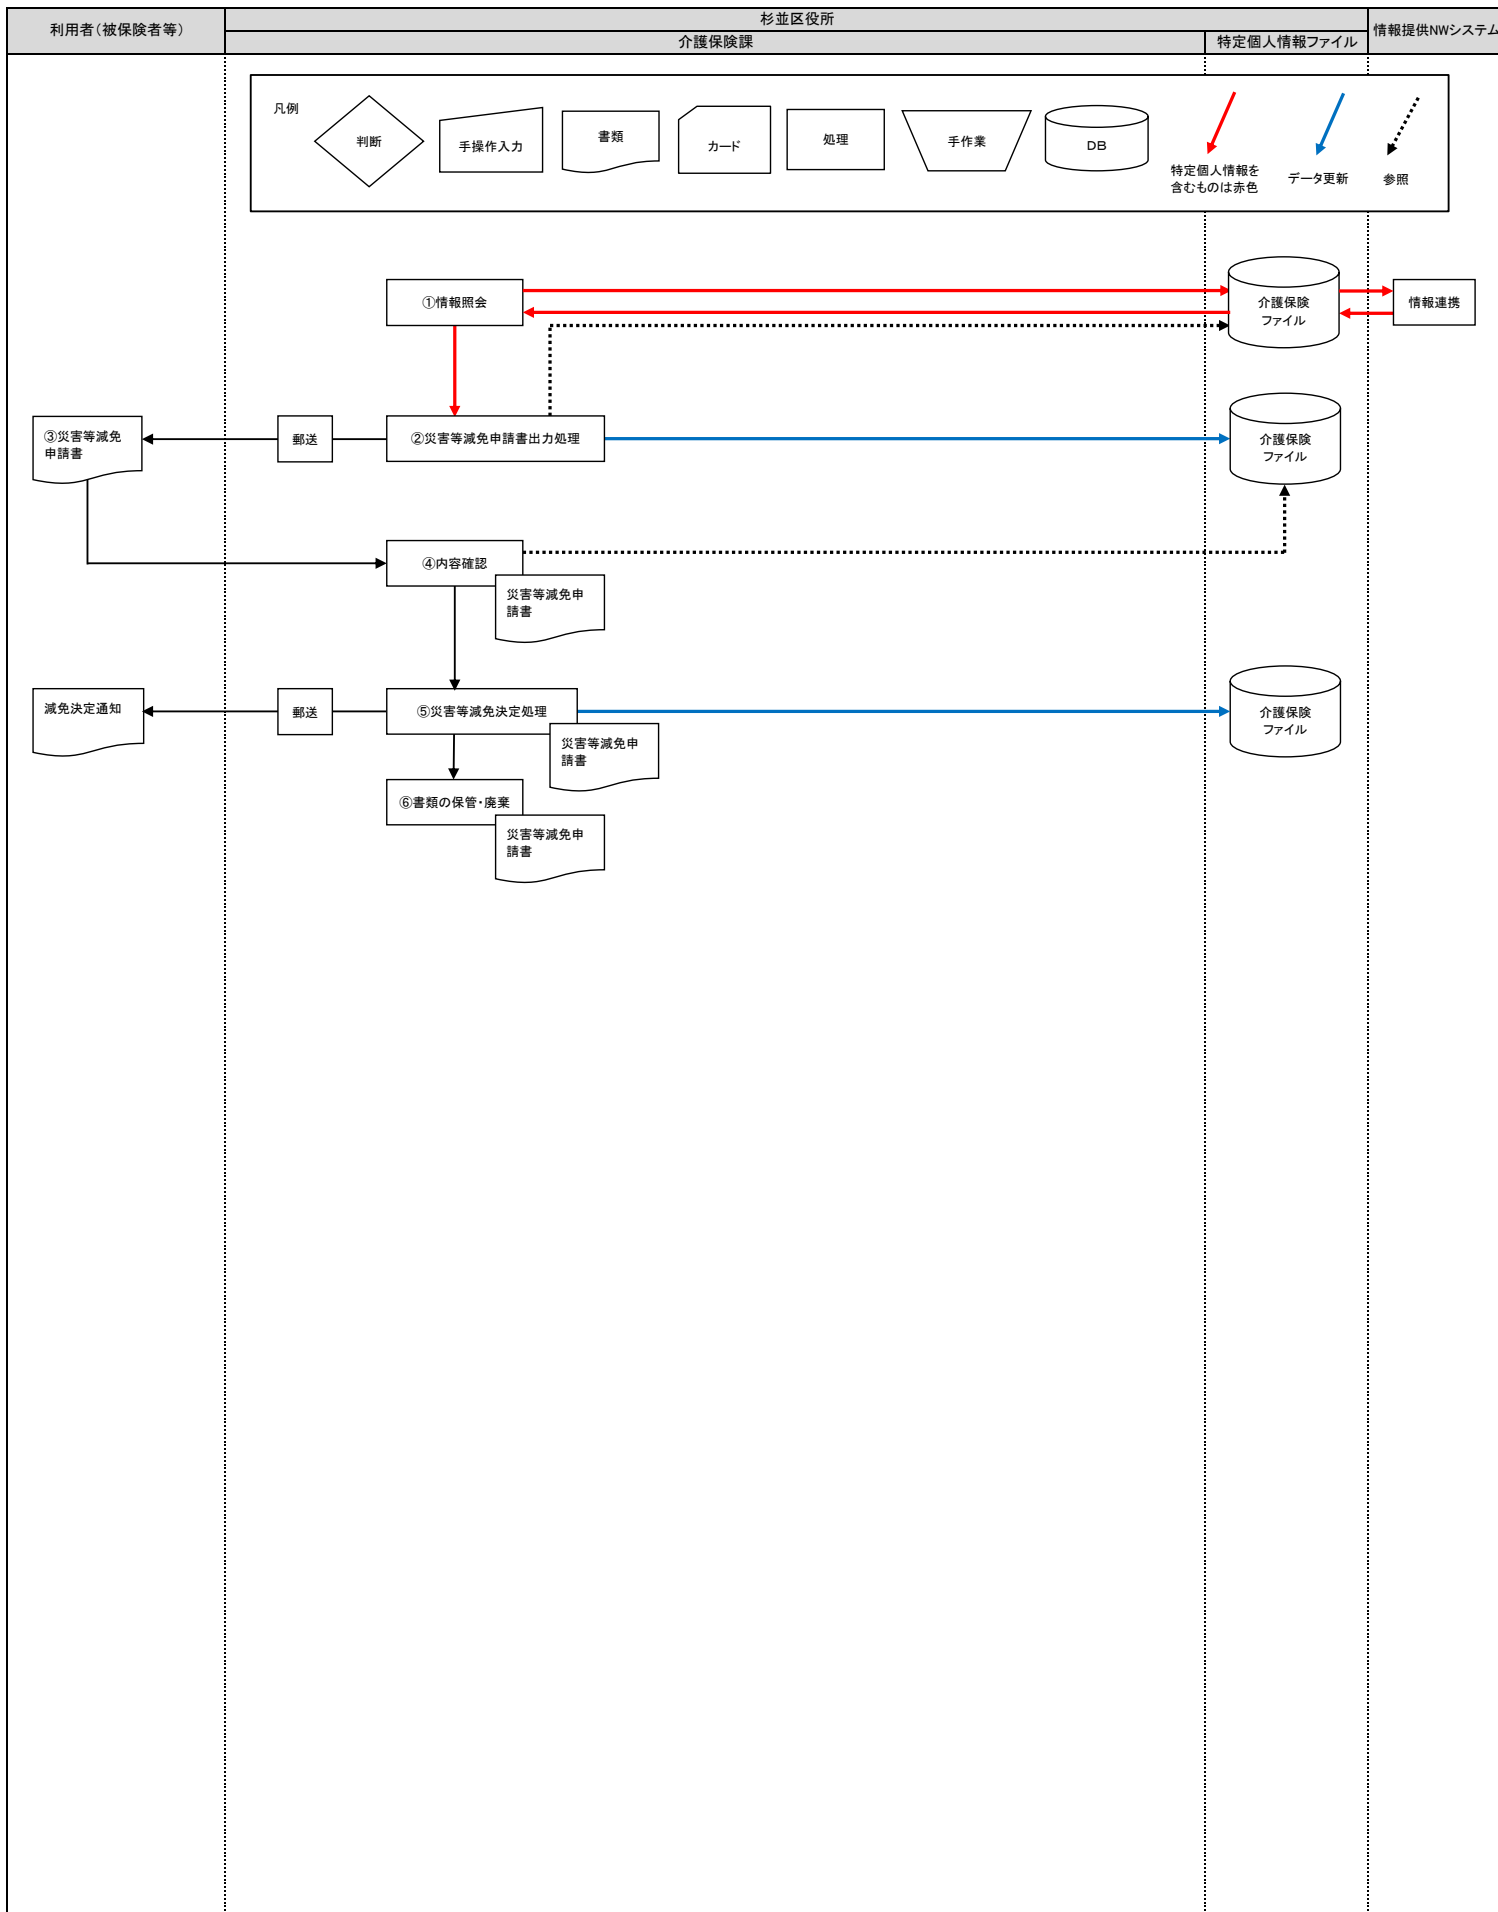 利用者（被保険者等）
杉並区役所
情報提供NWシステム
介護保険課
特定個人情報ファイル
凡例
判断
手操作入力
書類
カード
処理
手作業
DB
特定個人情報を
含むものは赤色
データ更新
参照
①情報照会
介護保険
ファイル
情報連携
③災害等減免
申請書
郵送
②災害等減免申請書出力処理
介護保険
ファイル
④内容確認
災害等減免申
請書
減免決定通知
郵送
⑤災害等減免決定処理
災害等減免申
請書
介護保険
ファイル
⑥書類の保管・廃棄
災害等減免申
請書